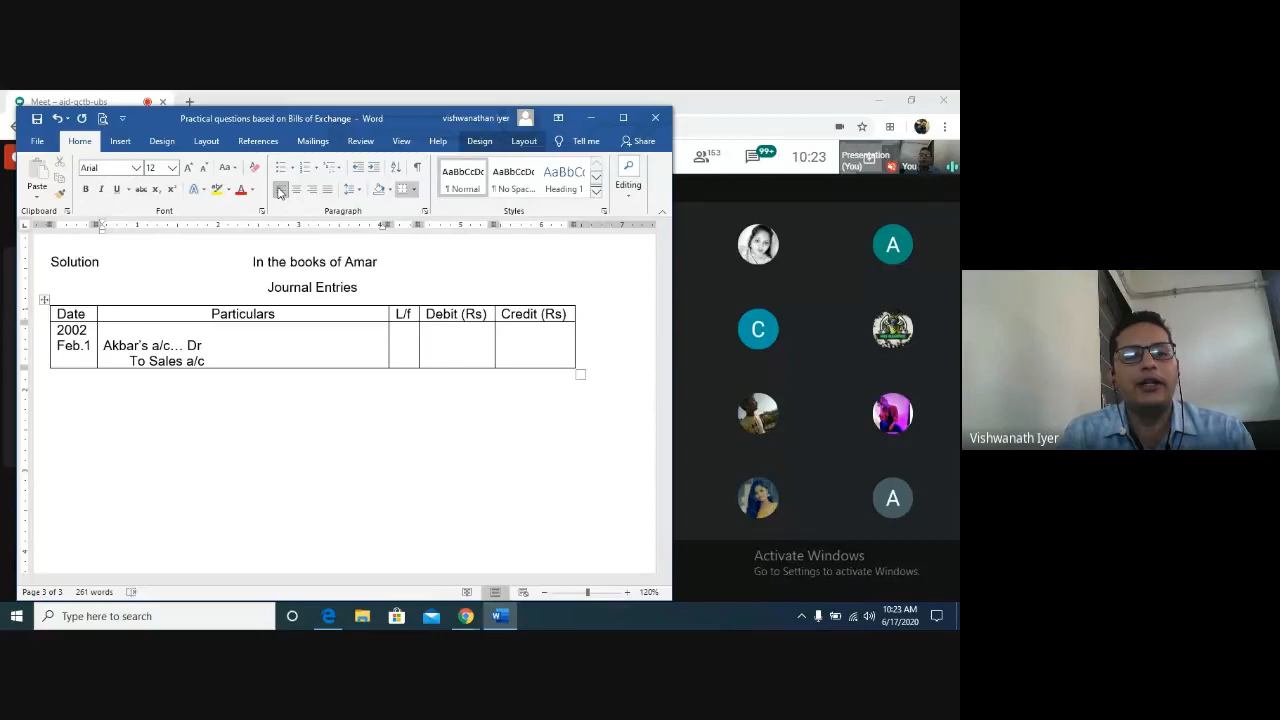 Meet – ajd-qctb-ubs
Practical questions based on Bills of Exchange - Word
vishwanathan iyer
File Home Insert Design Layout References Mailings Review View Help Design Layout Tell me Share
Paste
Arial 12 Aa
AaBbCcDc AaBbCcDc AaBbCc
¶ Normal ¶ No Spac... Heading 1
Editing
Clipboard Font Paragraph Styles
153 99+ 10:23
Presentation (You)
You
Solution In the books of Amar
Journal Entries
Date Particulars L/f Debit (Rs) Credit (Rs)
2002
Feb.1 Akbar's a/c... Dr
To Sales a/c
A
C
A
Vishwanath Iyer
Activate Windows
Go to Settings to activate Windows.
Page 3 of 3 261 words 120%
Type here to search
10:23 AM
6/17/2020